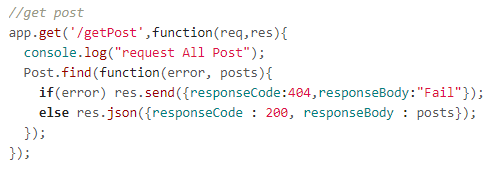 //get post
app.get('/getPost',function(req,res){
  console.log("request All Post");
  Post.find(function(error, posts){
    if(error) res.send({responseCode:404,responseBody:"Fail"});
    else res.json({responseCode : 200, responseBody : posts});
  });
});